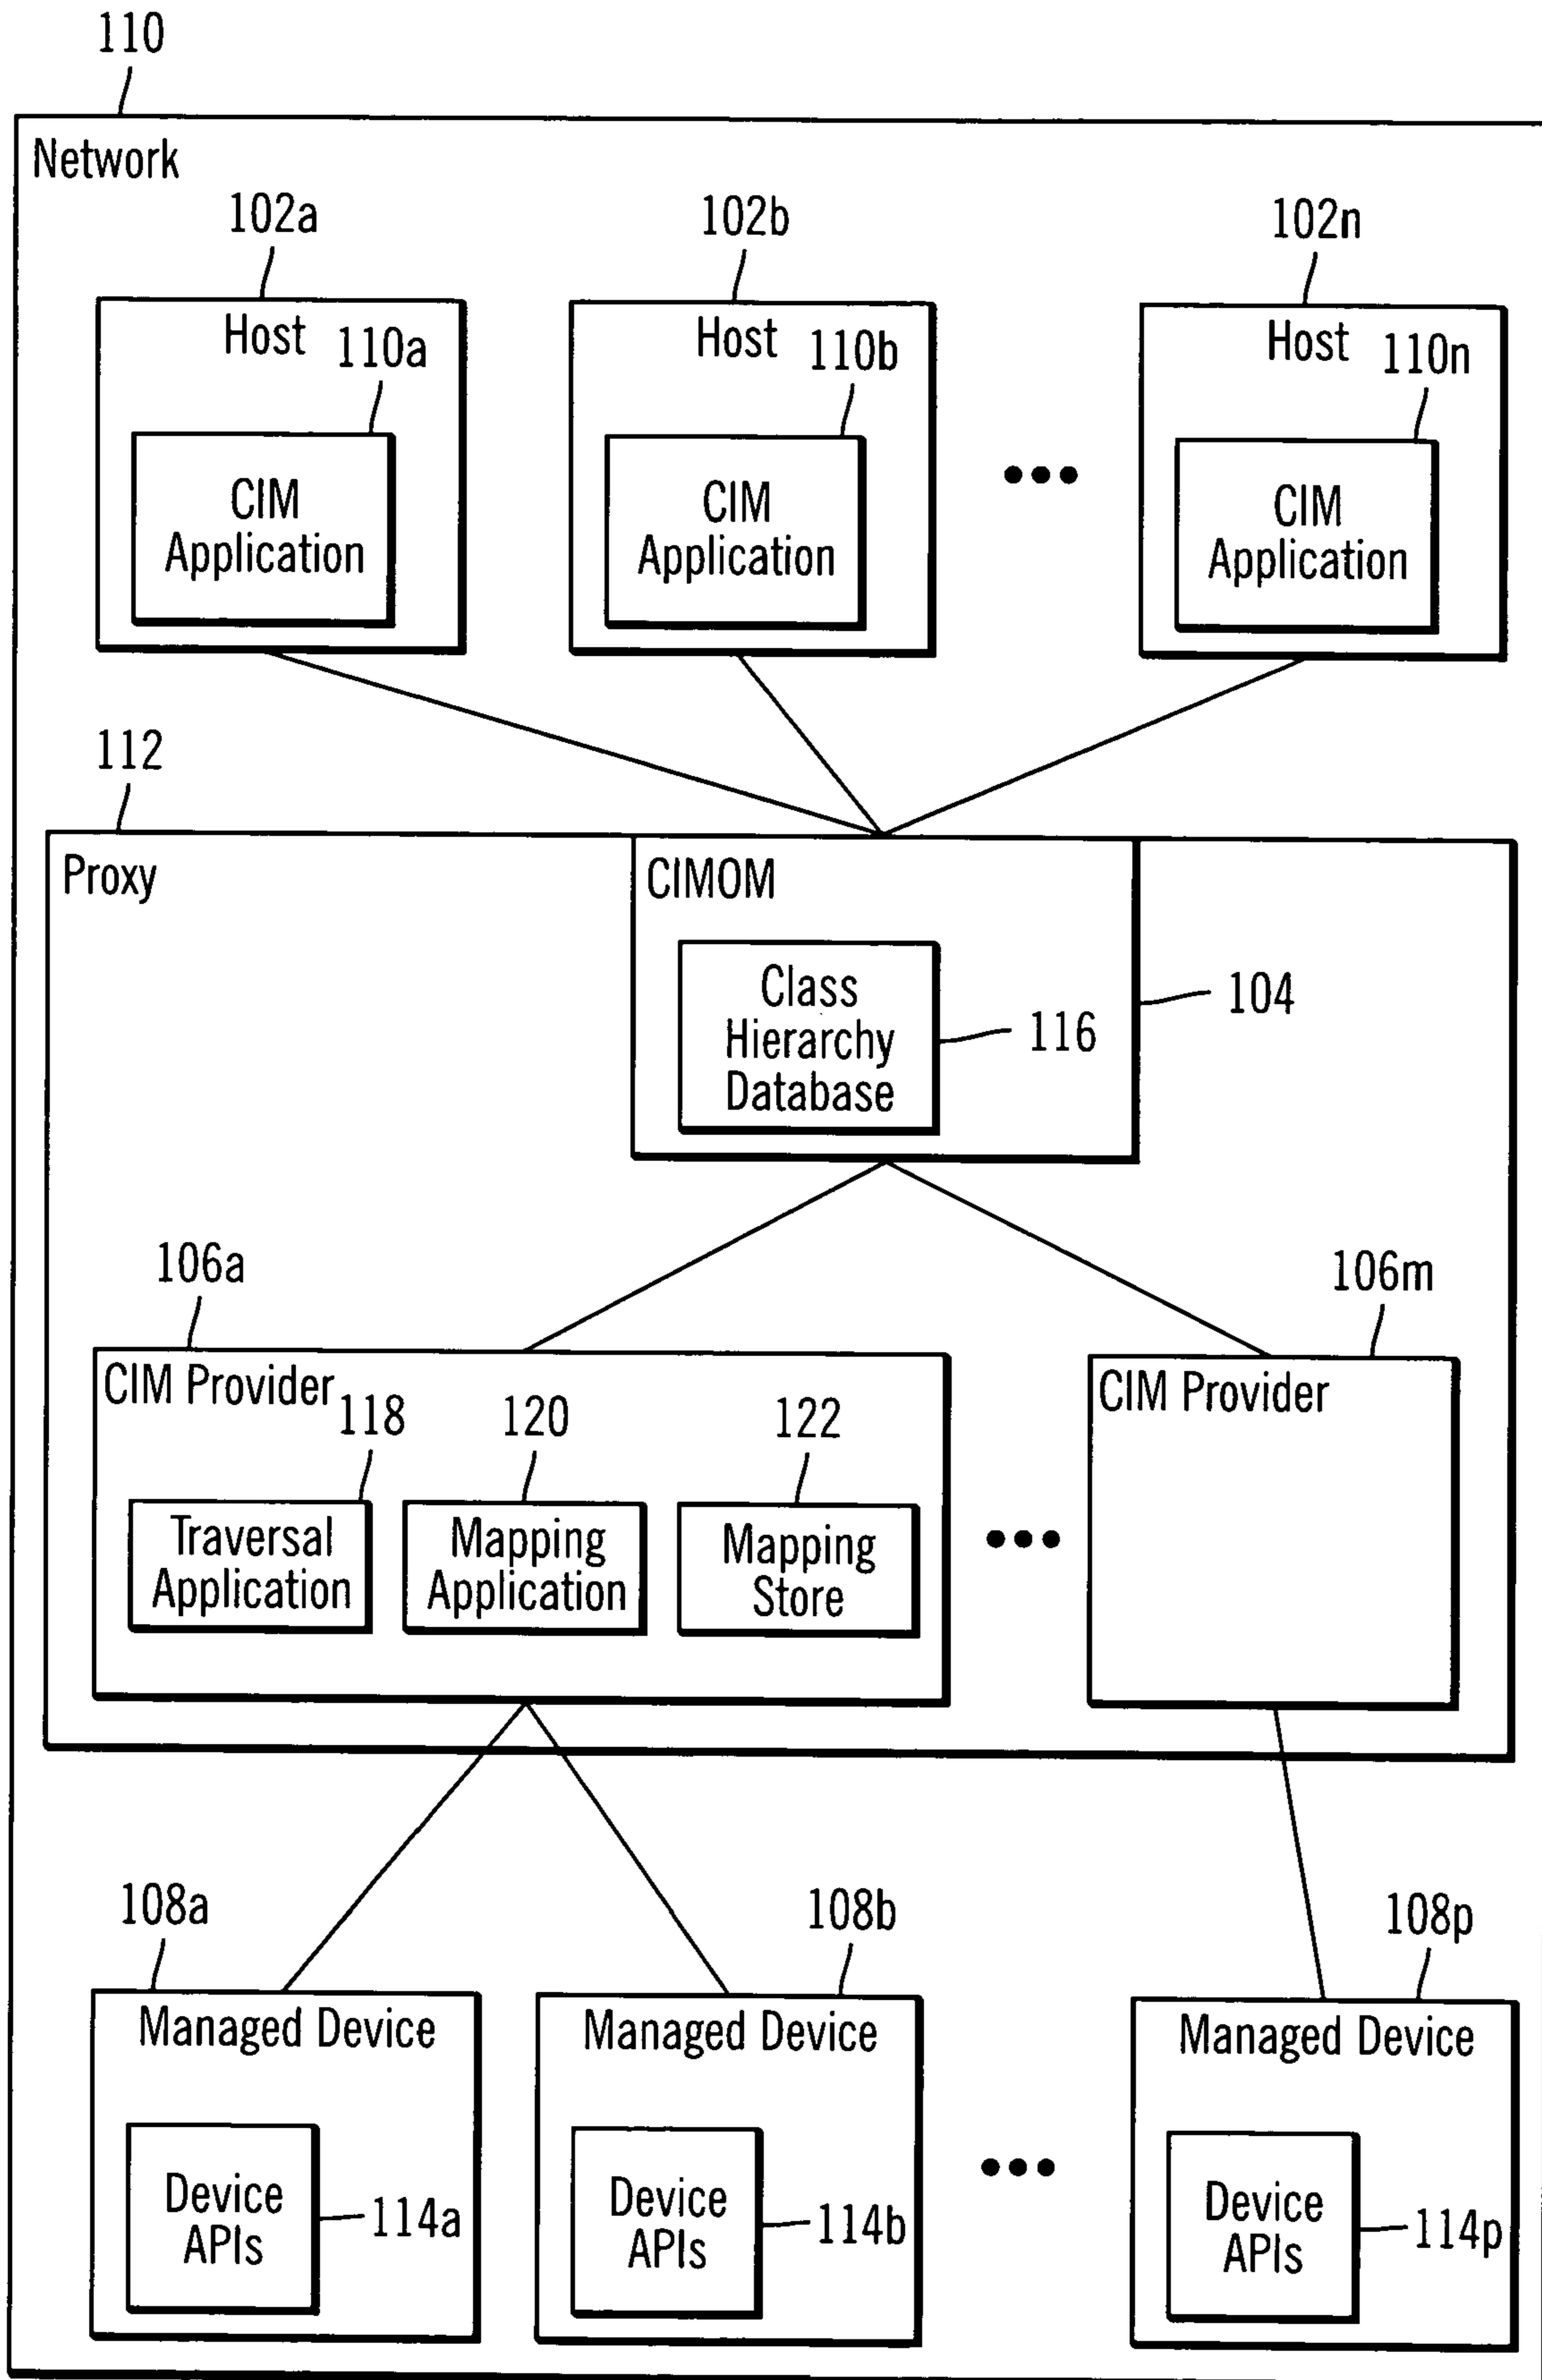 110
Network
102a
102b
102n
Host
110a
Host
110b
Host
110n
CIM
Application
CIM
Application
CIM
Application
112
Proxy
CIMOM
Class
Hierarchy
Database
104
116
106a
106m
CIM Provider
118
120
122
CIM Provider
Traversal
Application
Mapping
Application
Mapping
Store
108a
108b
108p
Managed Device
Managed Device
Managed Device
Device
APIs
114a
Device
APIs
114b
Device
APIs
114p